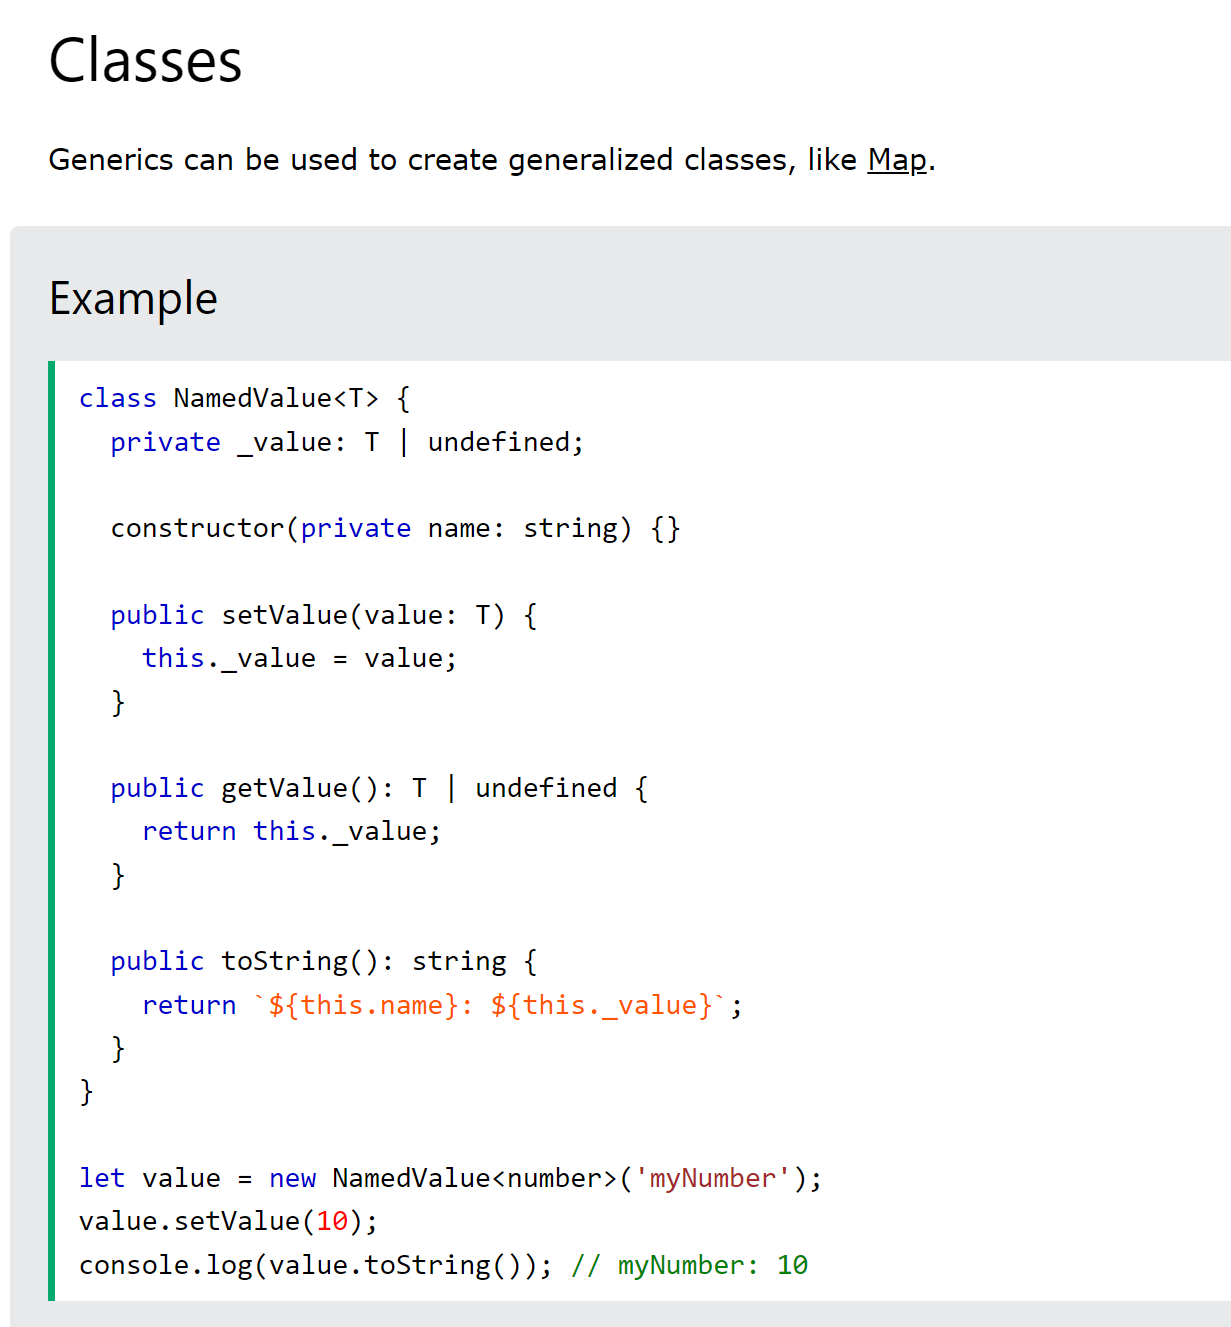 Classes
Generics can be used to create generalized classes, like Map.
Example
class NamedValue<T> {
  private _value: T | undefined;

  constructor(private name: string) {}

  public setValue(value: T) {
    this._value = value;
  }

  public getValue(): T | undefined {
    return this._value;
  }

  public toString(): string {
    return `${this.name}: ${this._value}`;
  }
}

let value = new NamedValue<number>('myNumber');
value.setValue(10);
console.log(value.toString()); // myNumber: 10